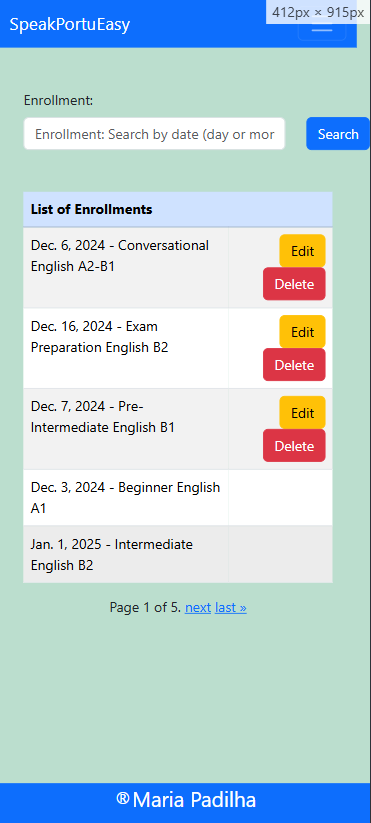 SpeakPortuEasy
412px × 915px
Enrollment:
Enrollment: Search by date (day or mor
Search
List of Enrollments
Dec. 6, 2024 - Conversational
English A2-B1
Edit
Delete
Dec. 16, 2024 - Exam
Preparation English B2
Edit
Delete
Dec. 7, 2024 - Pre-
Intermediate English B1
Edit
Delete
Dec. 3, 2024 - Beginner English
A1
Jan. 1, 2025 - Intermediate
English B2
Page 1 of 5. next last »
®Maria Padilha